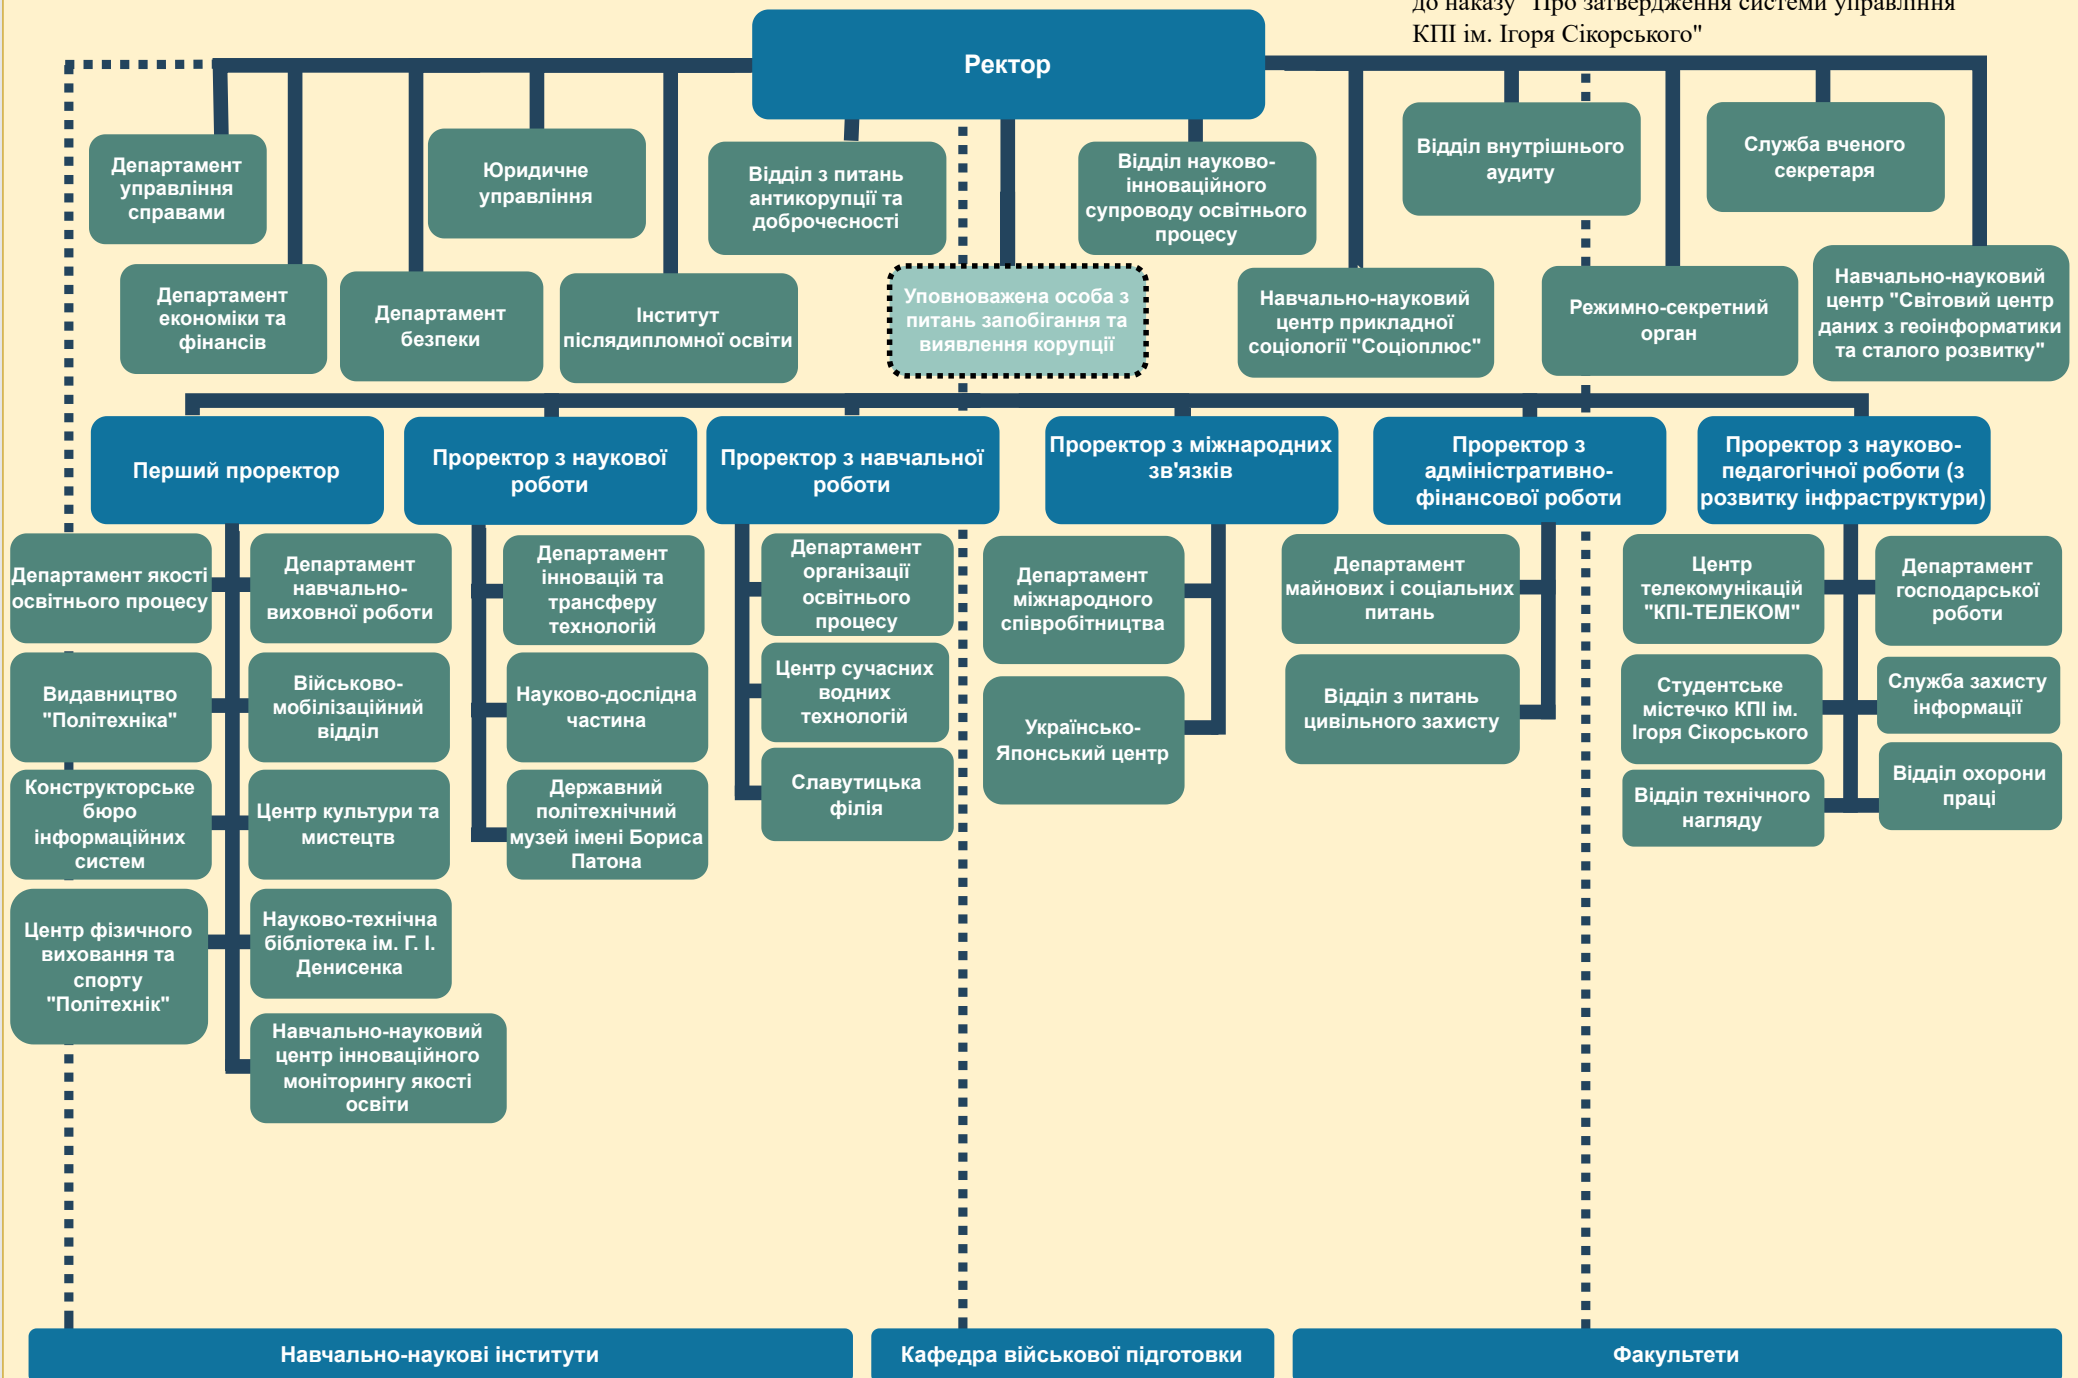 до наказу "Про затвердження системи управління
КПІ ім. Ігоря Сікорського"
Ректор
Департамент
управління
справами
Юридичне
управління
Відділ з питань
антикорупції та
доброчесності
Відділ науково-
інноваційного
супроводу освітнього
процесу
Відділ внутрішнього
аудиту
Служба вченого
секретаря
Департамент
економіки та
фінансів
Департамент
безпеки
Інститут
післядипломної освіти
Уповноважена особа з
питань запобігання та
виявлення корупції
Навчально-науковий
центр прикладної
соціології "Соціоплюс"
Режимно-секретний
орган
Навчально-науковий
центр "Світовий центр
даних з геоінформатики
та сталого розвитку"
Перший проректор
Проректор з наукової
роботи
Проректор з навчальної
роботи
Проректор з міжнародних
зв'язків
Проректор з
адміністративно-
фінансової роботи
Проректор з науково-
педагогічної роботи (з
розвитку інфраструктури)
Департамент якості
освітнього процесу
Департамент
навчально-
виховної роботи
Департамент
інновацій та
трансферу
технологій
Департамент
організації
освітнього
процесу
Департамент
міжнародного
співробітництва
Департамент
майнових і соціальних
питань
Центр
телекомунікацій
"КПІ-ТЕЛЕКОМ"
Департамент
господарської
роботи
Видавництво
"Політехніка"
Військово-
мобілізаційний
відділ
Науково-дослідна
частина
Центр сучасних
водних
технологій
Українсько-
Японський центр
Відділ з питань
цивільного захисту
Студентське
містечко КПІ ім.
Ігоря Сікорського
Служба захисту
інформації
Конструкторське
бюро
інформаційних
систем
Центр культури та
мистецтв
Державний
політехнічний
музей імені Бориса
Патона
Славутицька
філія
Відділ технічного
нагляду
Відділ охорони
праці
Центр фізичного
виховання та
спорту
"Політехнік"
Науково-технічна
бібліотека ім. Г. І.
Денисенка
Навчально-науковий
центр інноваційного
моніторингу якості
освіти
Навчально-наукові інститути
Кафедра військової підготовки
Факультети